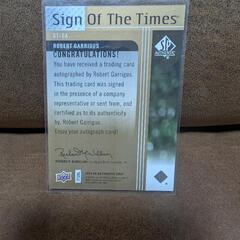 Sign Of The Times
SP
AUTHENTIC
ROBERT GARRIGUS
CONGRATULATIONS!
You have received a trading card
autographed by Robert Garrigus.
This trading card was signed
in the presence of a company
representative or sent from, and
certified as to its authenticity
by, Robert Garrigus.
Enjoy your autograph card!